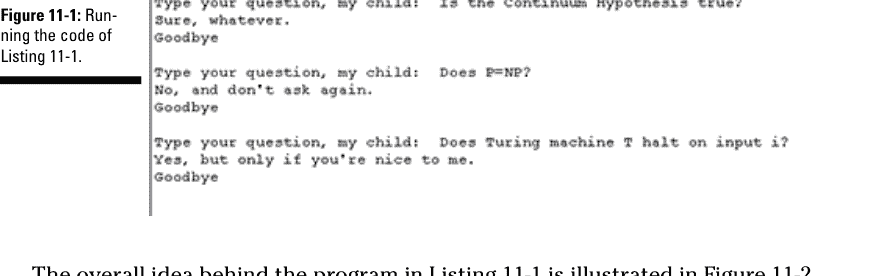 Type your question, my child:  Is the Continuum Hypothesis true?
Sure, whatever.
Goodbye
Type your question, my child:  Does P=NP?
No, and don't ask again.
Goodbye
Type your question, my child:  Does Turing machine T halt on input i?
Yes, but only if you're nice to me.
Goodbye
Figure 11-1: Run-
ning the code of
Listing 11-1.
The overall idea behind the program in Listing 11-1 is illustrated in Figure 11-2.